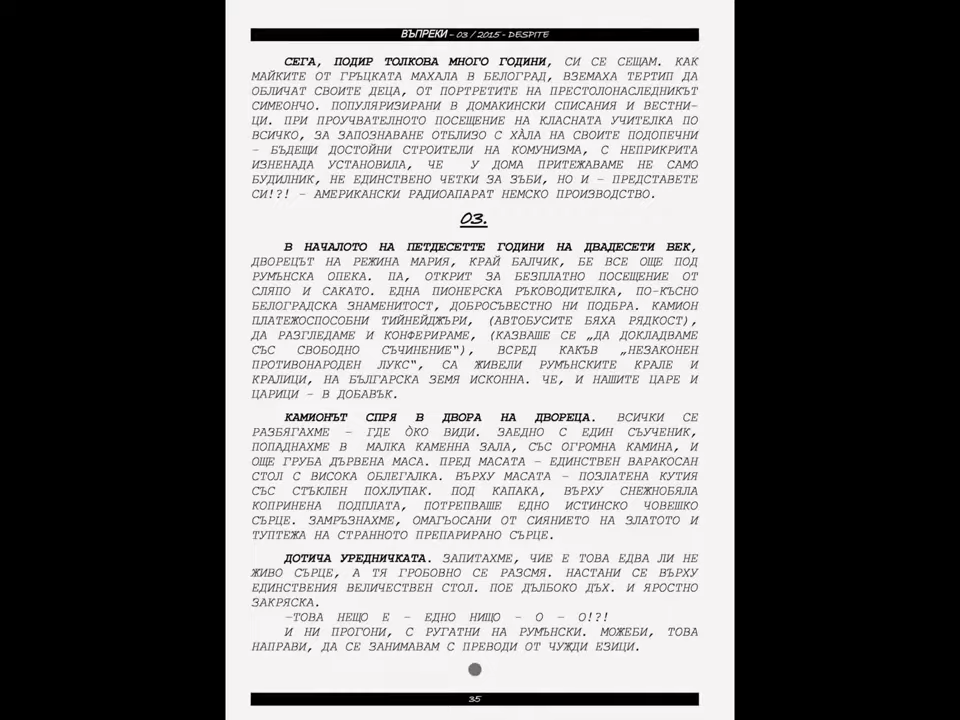 ВЪПРЕКИ – 03 / 2015 - DESPITE
СЕГА, ПОДИР ТОЛКОВА МНОГО ГОДИНИ, СИ СЕ СЕЩАМ. КАК
МАЙКИТЕ ОТ ГРЪЦКАТА МАХАЛА В БЕЛОГРАД, ВЗЕМАХА ТЕРТИП ДА
ОБЛИЧАТ СВОИТЕ ДЕЦА, ОТ ПОРТРЕТИТЕ НА ПРЕСТОЛОНАСЛЕДНИКЪТ
СИМЕОНЧО. ПОПУЛЯРИЗИРАНИ В ДОМАКИНСКИ СПИСАНИЯ И ВЕСТНИ-
ЦИ. ПРИ ПРОУЧВАТЕЛНОТО ПОСЕЩЕНИЕ НА КЛАСНАТА УЧИТЕЛКА ПО
ВСИЧКО, ЗА ЗАПОЗНАВАНЕ ОТБЛИЗО С ХА̀ЛА НА СВОИТЕ ПОДОПЕЧНИ
– БЪДЕЩИ ДОСТОЙНИ СТРОИТЕЛИ НА КОМУНИЗМА, С НЕПРИКРИТА
ИЗНЕНАДА УСТАНОВИЛА, ЧЕ У ДОМА ПРИТЕЖАВАМЕ НЕ САМО
БУДИЛНИК, НЕ ЕДИНСТВЕНО ЧЕТКИ ЗА ЗЪБИ, НО И – ПРЕДСТАВЕТЕ
СИ!?! – АМЕРИКАНСКИ РАДИОАПАРАТ НЕМСКО ПРОИЗВОДСТВО.
03.
В НАЧАЛОТО НА ПЕТДЕСЕТТЕ ГОДИНИ НА ДВАДЕСЕТИ ВЕК,
ДВОРЕЦЪТ НА РЕЖИНА МАРИЯ, КРАЙ БАЛЧИК, БЕ ВСЕ ОЩЕ ПОД
РУМЪНСКА ОПЕКА. ПА, ОТКРИТ ЗА БЕЗПЛАТНО ПОСЕЩЕНИЕ ОТ
СЛЯПО И САКАТО. ЕДНА ПИОНЕРСКА РЪКОВОДИТЕЛКА, ПО-КЪСНО
БЕЛОГРАДСКА ЗНАМЕНИТОСТ, ДОБРОСЪВЕСТНО НИ ПОДБРА. КАМИОН
ПЛАТЕЖОСПОСОБНИ ТИЙНЕЙДЖЪРИ, (АВТОБУСИТЕ БЯХА РЯДКОСТ),
ДА РАЗГЛЕДАМЕ И КОНФЕРИРАМЕ, (КАЗВАШЕ СЕ „ДА ДОКЛАДВАМЕ
СЪС СВОБОДНО СЪЧИНЕНИЕ“), ВСРЕД КАКЪВ „НЕЗАКОНЕН
ПРОТИВОНАРОДЕН ЛУКС“, СА ЖИВЕЛИ РУМЪНСКИТЕ КРАЛЕ И
КРАЛИЦИ, НА БЪЛГАРСКА ЗЕМЯ ИСКОННА. ЧЕ, И НАШИТЕ ЦАРЕ И
ЦАРИЦИ – В ДОБАВЪК.
КАМИОНЪТ СПРЯ В ДВОРА НА ДВОРЕЦА. ВСИЧКИ СЕ
РАЗБЯГАХМЕ – ГДЕ О̀КО ВИДИ. ЗАЕДНО С ЕДИН СЪУЧЕНИК,
ПОПАДНАХМЕ В МАЛКА КАМЕННА ЗАЛА, СЪС ОГРОМНА КАМИНА, И
ОЩЕ ГРУБА ДЪРВЕНА МАСА. ПРЕД МАСАТА – ЕДИНСТВЕН ВАРАКОСАН
СТОЛ С ВИСОКА ОБЛЕГАЛКА. ВЪРХУ МАСАТА – ПОЗЛАТЕНА КУТИЯ
СЪС СТЪКЛЕН ПОХЛУПАК. ПОД КАПАКА, ВЪРХУ СНЕЖНОБЯЛА
КОПРИНЕНА ПОДПЛАТА, ПОТРЕПВАШЕ ЕДНО ИСТИНСКО ЧОВЕШКО
СЪРЦЕ. ЗАМРЪЗНАХМЕ, ОМАГЬОСАНИ ОТ СИЯНИЕТО НА ЗЛАТОТО И
ТУПТЕЖА НА СТРАННОТО ПРЕПАРИРАНО СЪРЦЕ.
ДОТИЧА УРЕДНИЧКАТА. ЗАПИТАХМЕ, ЧИЕ Е ТОВА ЕДВА ЛИ НЕ
ЖИВО СЪРЦЕ, А ТЯ ГРОБОВНО СЕ РАЗСМЯ. НАСТАНИ СЕ ВЪРХУ
ЕДИНСТВЕНИЯ ВЕЛИЧЕСТВЕН СТОЛ. ПОЕ ДЪЛБОКО ДЪХ. И ЯРОСТНО
ЗАКРЯСКА.
–ТОВА НЕЩО Е – ЕДНО НИЩО – О – О!?!
И НИ ПРОГОНИ, С РУГАТНИ НА РУМЪНСКИ. МОЖЕБИ, ТОВА
НАПРАВИ, ДА СЕ ЗАНИМАВАМ С ПРЕВОДИ ОТ ЧУЖДИ ЕЗИЦИ.
35